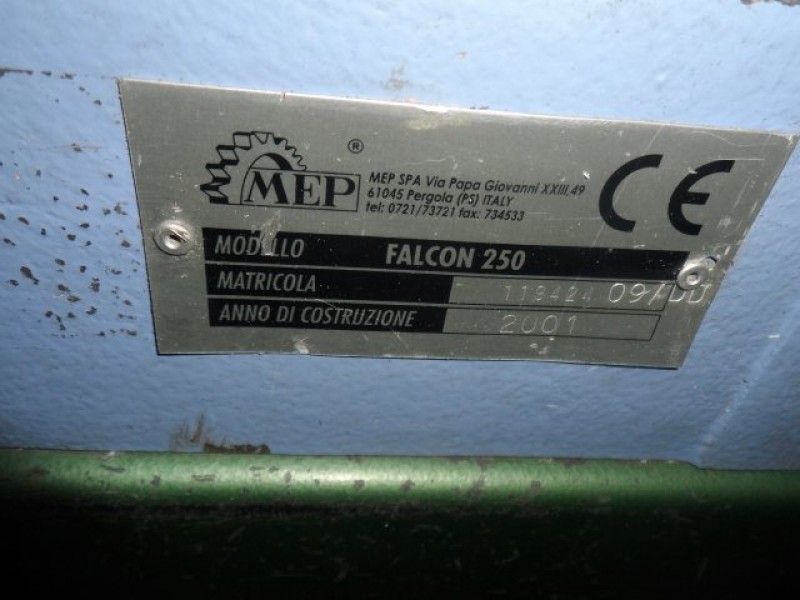 MEP ®
MEP SPA Via Papa Giovanni XXIII,49
61045 Pergola (PS) ITALY
tel: 0721/73721 fax: 734533
CE
MODELLO FALCON 250
MATRICOLA 119424
ANNO DI COSTRUZIONE 2001